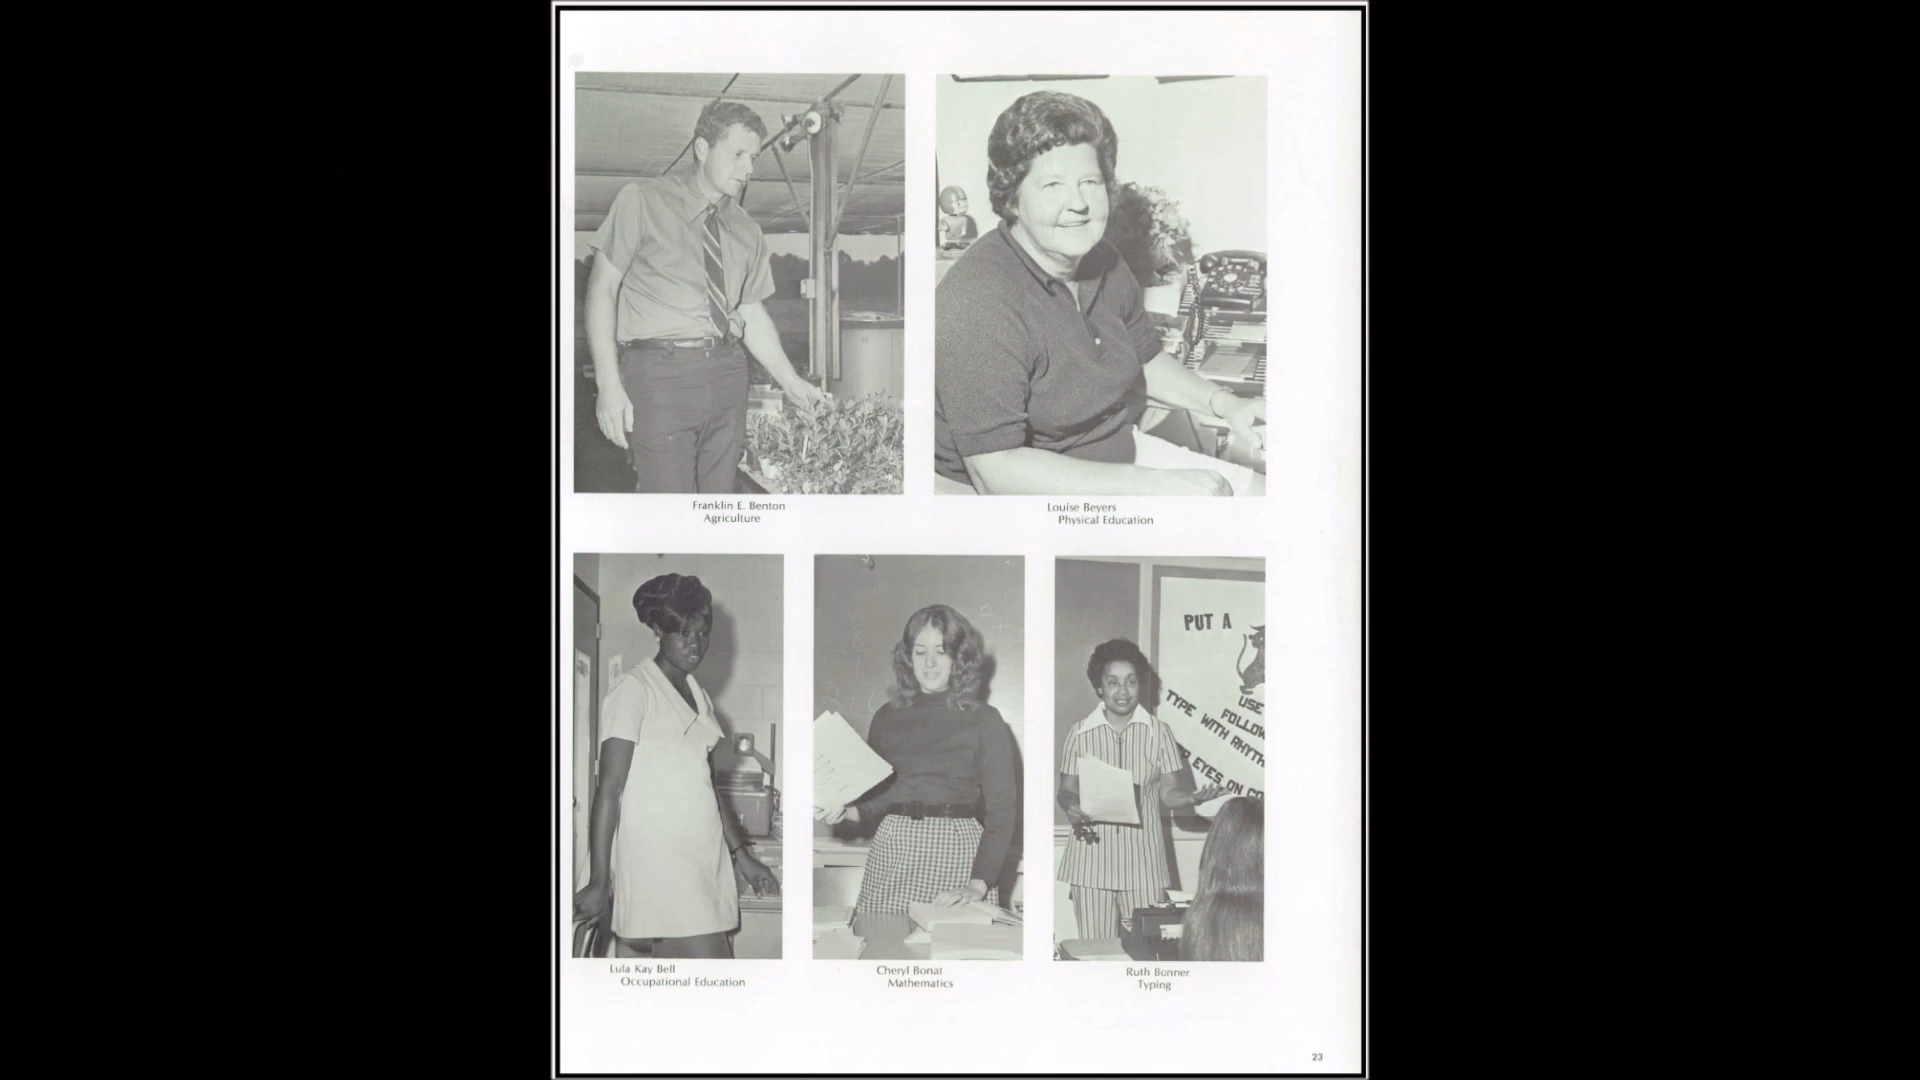 Franklin E. Benton
Agriculture
Louise Beyers
Physical Education
PUT A
USE
FOLLOW
TYPE WITH RHYTH
EYES ON CO
Lula Kay Bell
Occupational Education
Cheryl Bonat
Mathematics
Ruth Bonner
Typing
23